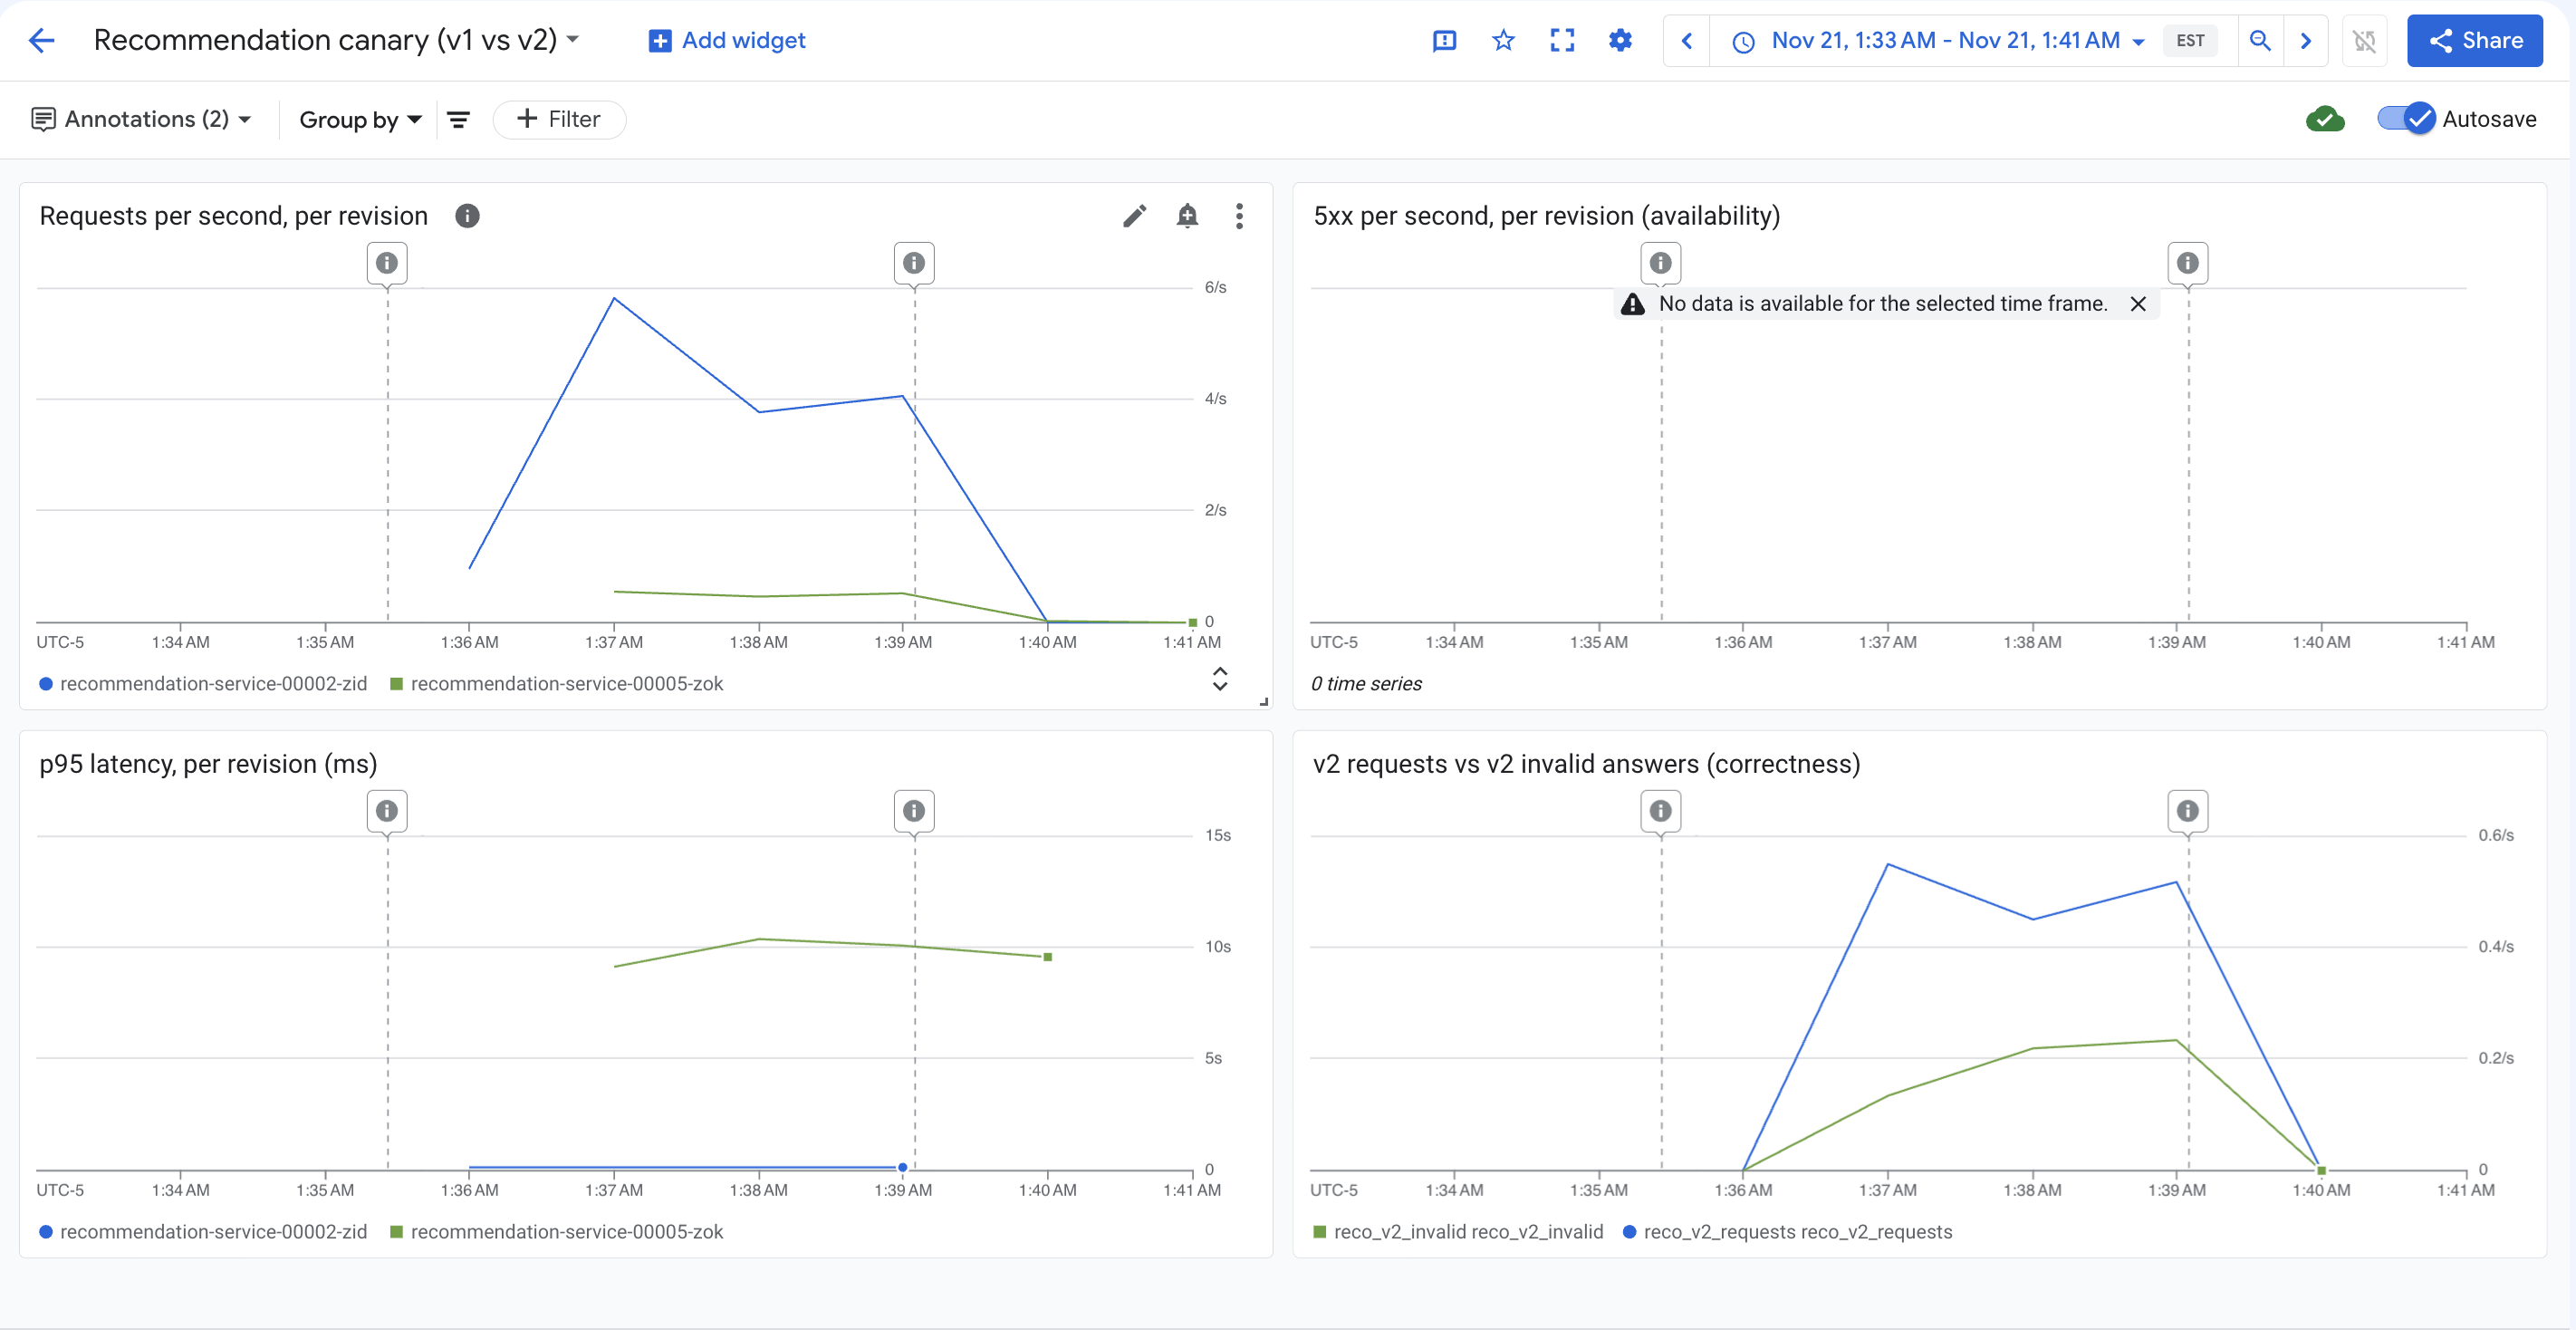 Recommendation canary (v1 vs v2)
Add widget
Nov 21, 1:33 AM - Nov 21, 1:41 AM
EST
Share
Annotations (2)
Group by
Filter
Autosave
Requests per second, per revision
6/s
4/s
2/s
0
UTC-5 1:34 AM 1:35 AM 1:36 AM 1:37 AM 1:38 AM 1:39 AM 1:40 AM 1:41 AM
recommendation-service-00002-zid recommendation-service-00005-zok
5xx per second, per revision (availability)
No data is available for the selected time frame.
UTC-5 1:34 AM 1:35 AM 1:36 AM 1:37 AM 1:38 AM 1:39 AM 1:40 AM 1:41 AM
0 time series
p95 latency, per revision (ms)
15s
10s
5s
0
UTC-5 1:34 AM 1:35 AM 1:36 AM 1:37 AM 1:38 AM 1:39 AM 1:40 AM 1:41 AM
recommendation-service-00002-zid recommendation-service-00005-zok
v2 requests vs v2 invalid answers (correctness)
0.6/s
0.4/s
0.2/s
0
UTC-5 1:34 AM 1:35 AM 1:36 AM 1:37 AM 1:38 AM 1:39 AM 1:40 AM 1:41 AM
reco_v2_invalid reco_v2_invalid reco_v2_requests reco_v2_requests